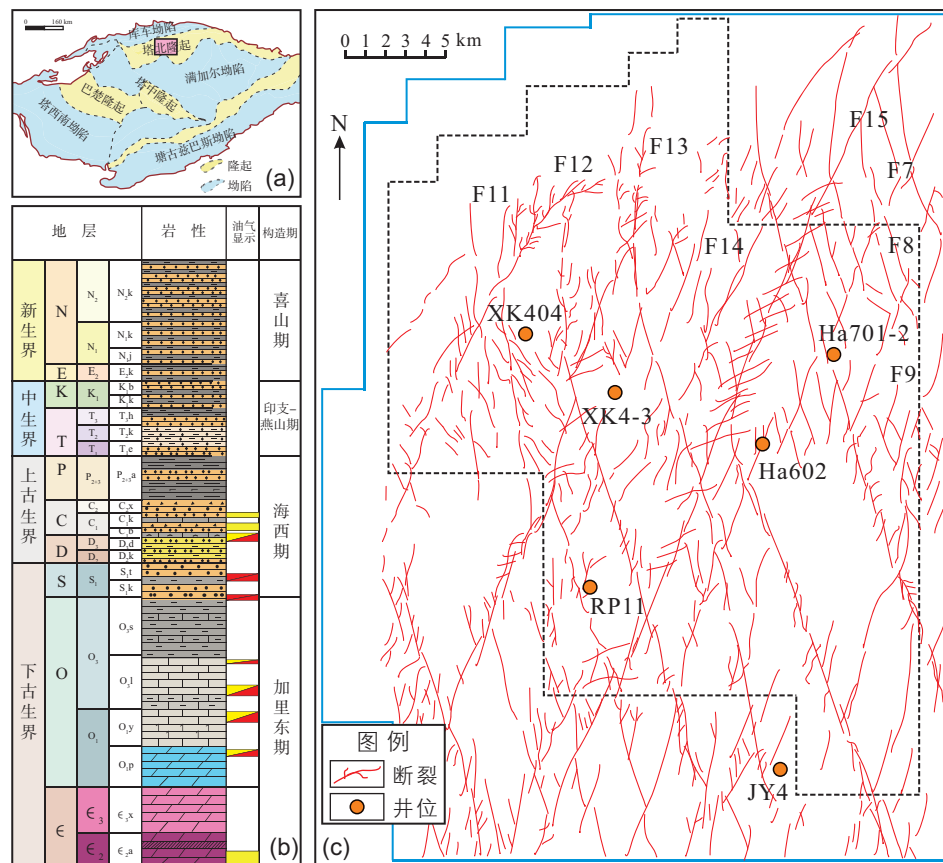 0 160 km
库车坳陷
塔北隆起
满加尔坳陷
巴楚隆起
塔中隆起
塔西南坳陷
塘古兹巴斯坳陷
隆起
坳陷
(a)
地 层 岩 性 油气显示 构造期
新生界 N N₂ N₂k 喜山期
N₁ N₁k
N₁j
E E₂ E₂k
中生界 K K₁ K₁b 印支-燕山期
K₁k
T T₃ T₃h
T₂ T₂k
T₁ T₁e
上古生界 P P₂₊₃ P₂₊₃a 海西期
C C₂ C₂x
C₁ C₁k
C₁b
D D₃ D₃d
D₂ D₂k
下古生界 S S₁ S₁t
S₁k
O O₃ O₃s 加里东期
O₃l
O₁ O₁y
O₁p
Є Є₃ Є₃x
Є₂ Є₂a
(b)
0 1 2 3 4 5 km
N
F15
F13
F12
F7
F11
F14
F8
XK404
Ha701-2
F9
XK4-3
Ha602
RP11
JY4
图 例
断裂
井位
(c)